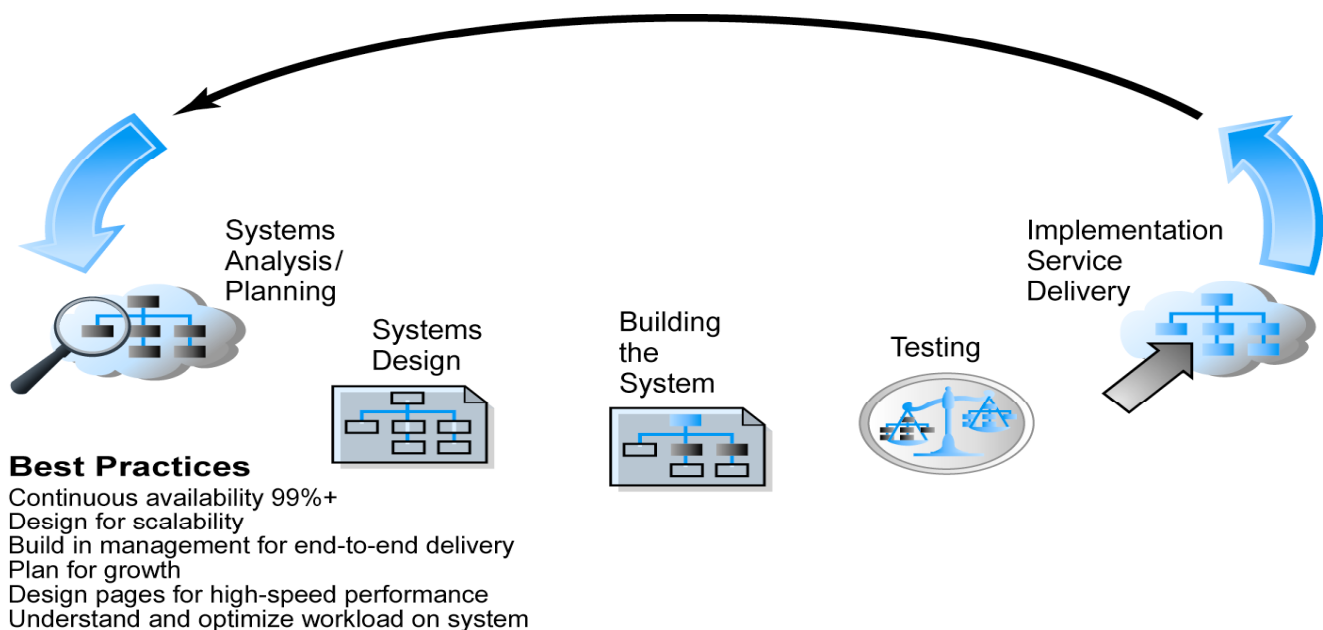 Systems
Analysis/
Planning
Systems
Design
Building
the
System
Testing
Implementation
Service
Delivery
Best Practices
Continuous availability 99%+
Design for scalability
Build in management for end-to-end delivery
Plan for growth
Design pages for high-speed performance
Understand and optimize workload on system